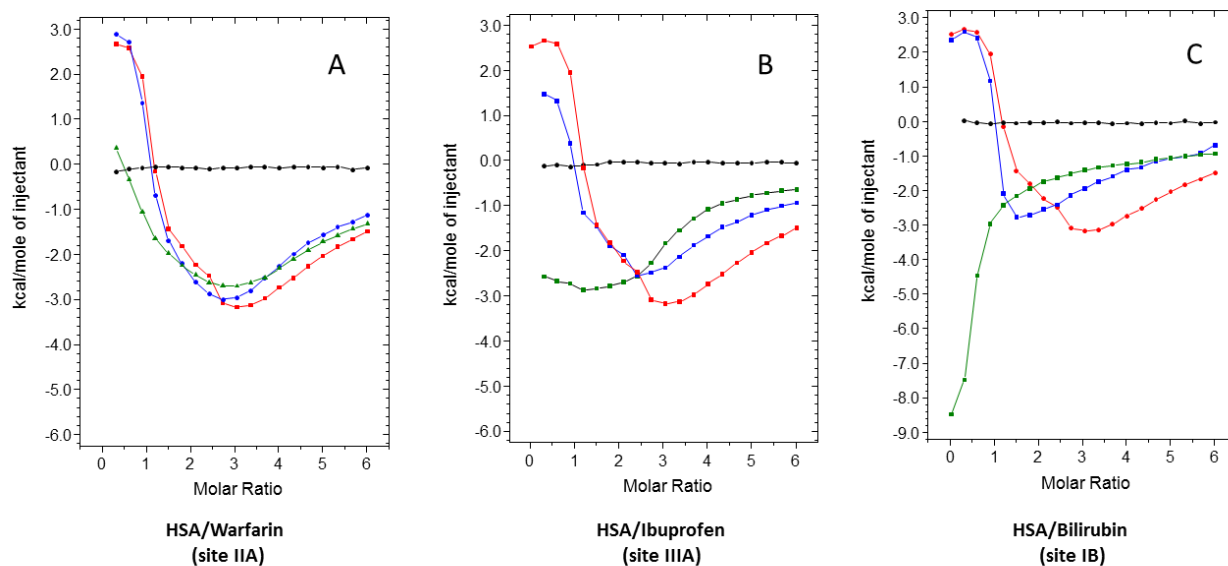 A
3.0
2.0
1.0
0.0
-1.0
-2.0
-3.0
-4.0
-5.0
-6.0
kcal/mole of injectant
0 1 2 3 4 5 6
Molar Ratio
HSA/Warfarin
(site IIA)
B
3.0
2.0
1.0
0.0
-1.0
-2.0
-3.0
-4.0
-5.0
-6.0
kcal/mole of injectant
0 1 2 3 4 5 6
Molar Ratio
HSA/Ibuprofen
(site IIIA)
C
3.0
2.0
1.0
0.0
-1.0
-2.0
-3.0
-4.0
-5.0
-6.0
-7.0
-8.0
-9.0
kcal/mole of injectant
0 1 2 3 4 5 6
Molar Ratio
HSA/Bilirubin
(site IB)